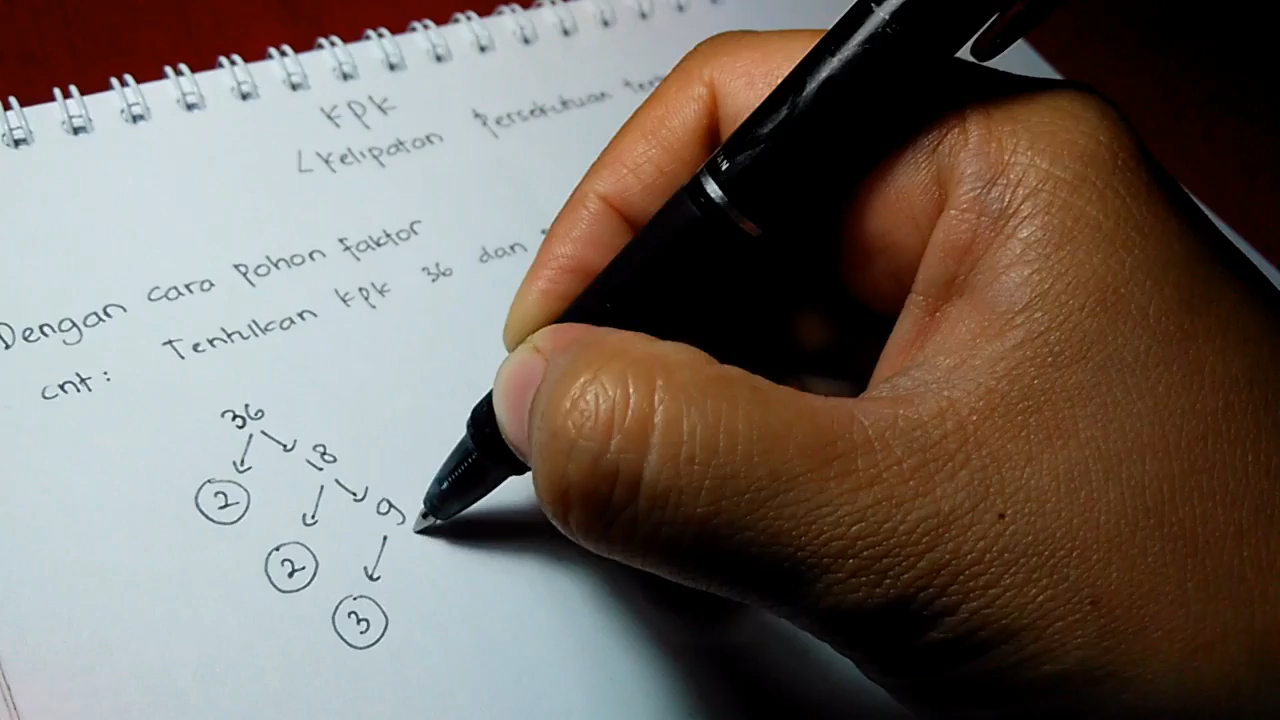 KPK
Kelipatan Persekutuan
Dengan cara Pohon faktor
cnt: Tentukan KPK 36 dan
36
18
2
9
2
3